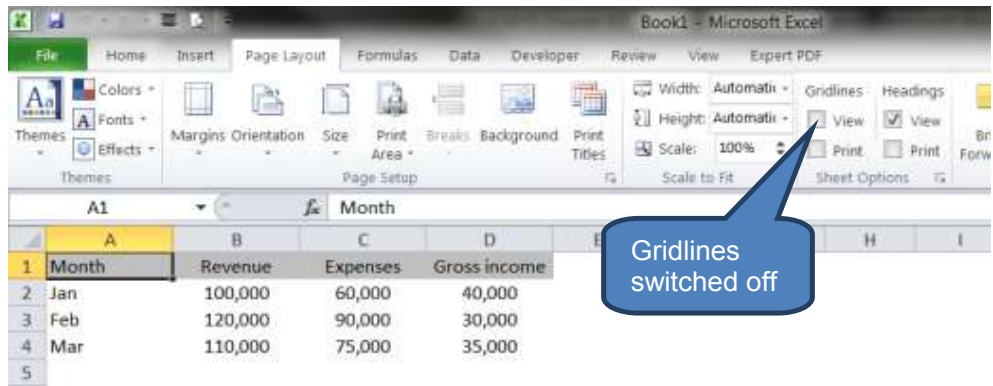 Book1 - Microsoft Excel
File Home Insert Page Layout Formulas Data Developer Review View Expert PDF
Colors Width: Automatic Gridlines Headings
Fonts Height: Automatic View View
Themes Effects Margins Orientation Size Print Area Breaks Background Print Titles Scale: 100% Print Print
Themes Page Setup Scale to Fit Sheet Options
A1 fx Month
A B C D E H I
1 Month Revenue Expenses Gross income
2 Jan 100,000 60,000 40,000
3 Feb 120,000 90,000 30,000
4 Mar 110,000 75,000 35,000
5
Gridlines
switched off